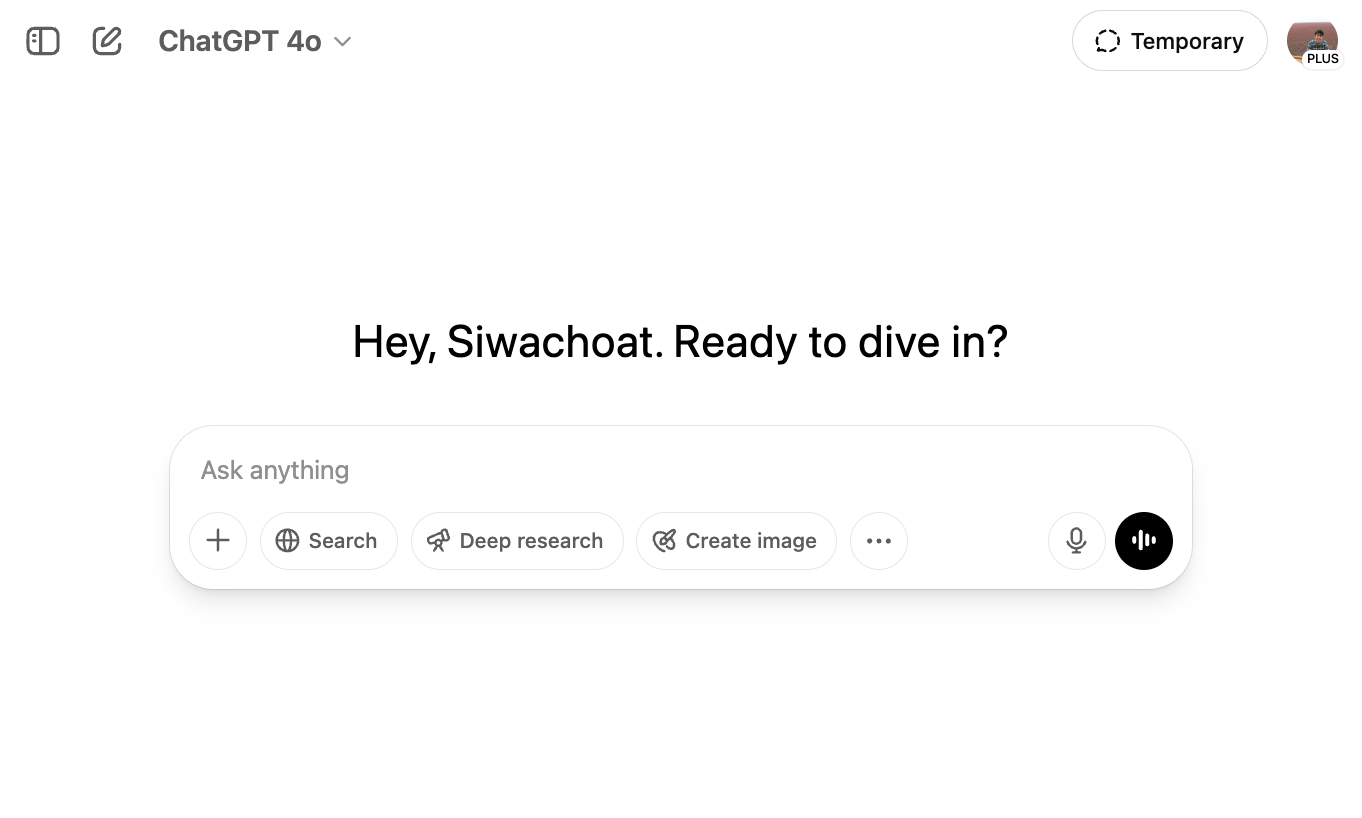 ChatGPT 4o
Temporary
PLUS
Hey, Siwachoat. Ready to dive in?
Ask anything
Search
Deep research
Create image